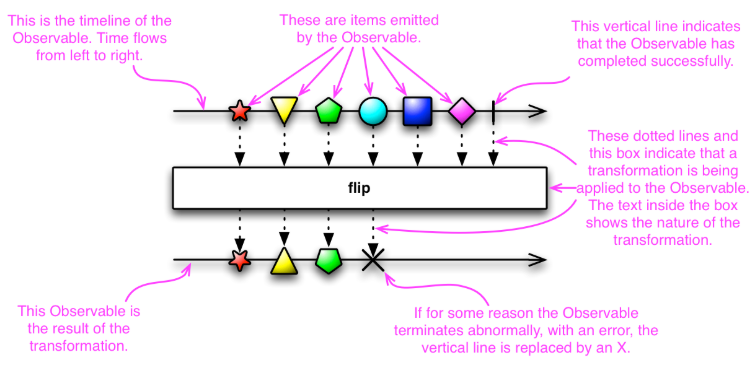 This is the timeline of the
Observable. Time flows
from left to right.
These are items emitted
by the Observable.
This vertical line indicates
that the Observable has
completed successfully.
These dotted lines and
this box indicate that a
transformation is being
applied to the Observable.
The text inside the box
shows the nature of the
transformation.
flip
This Observable is
the result of the
transformation.
If for some reason the Observable
terminates abnormally, with an error, the
vertical line is replaced by an X.